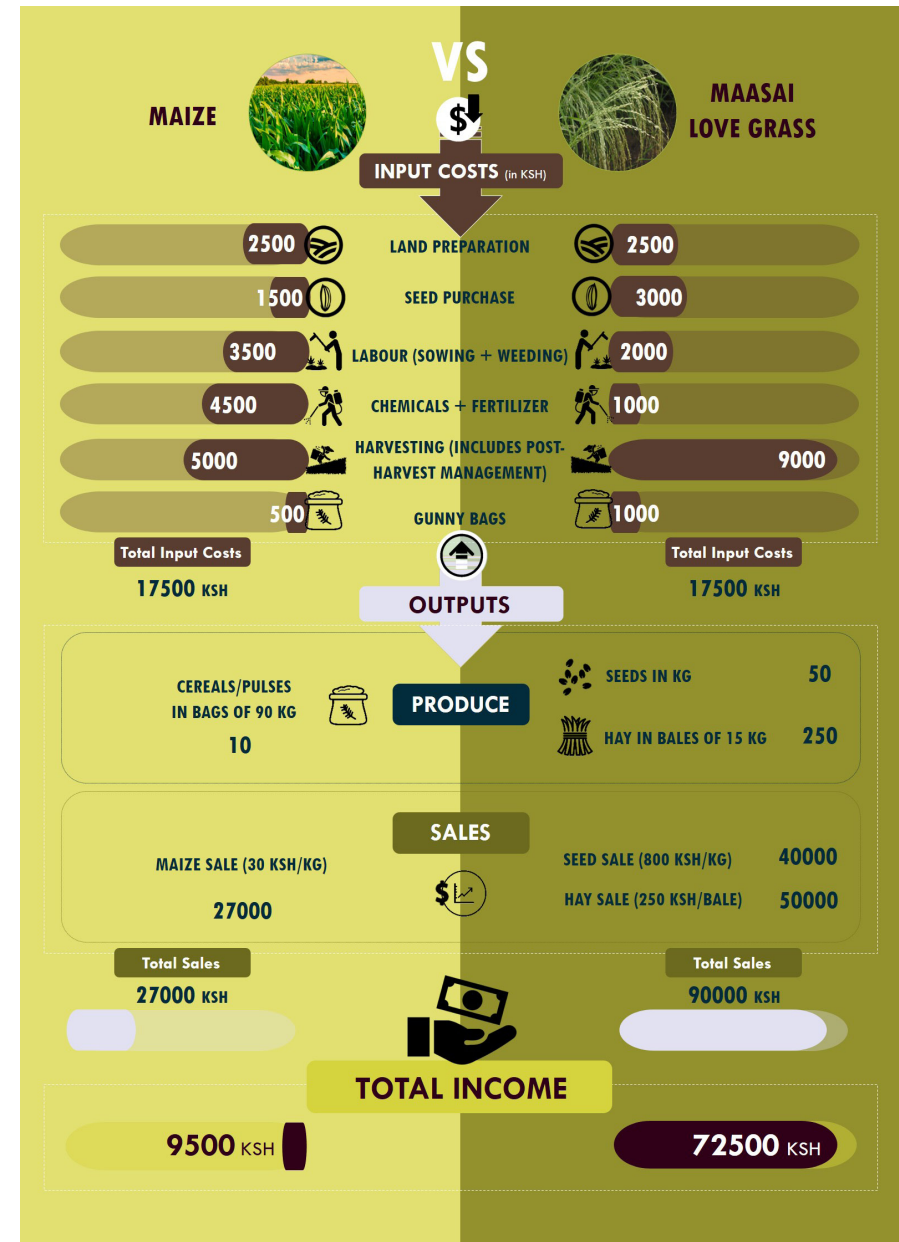 VS
MAIZE
MAASAI
LOVE GRASS
$
INPUT COSTS (in KSH)
2500 LAND PREPARATION 2500
1500 SEED PURCHASE 3000
3500 LABOUR (SOWING + WEEDING) 2000
4500 CHEMICALS + FERTILIZER 1000
5000 HARVESTING (INCLUDES POST- 9000
HARVEST MANAGEMENT)
500 GUNNY BAGS 1000
Total Input Costs Total Input Costs
17500 KSH 17500 KSH
OUTPUTS
CEREALS/PULSES
IN BAGS OF 90 KG
10
PRODUCE
SEEDS IN KG 50
HAY IN BALES OF 15 KG 250
SALES
MAIZE SALE (30 KSH/KG)
27000
$
SEED SALE (800 KSH/KG) 40000
HAY SALE (250 KSH/BALE) 50000
Total Sales Total Sales
27000 KSH 90000 KSH
TOTAL INCOME
9500 KSH 72500 KSH